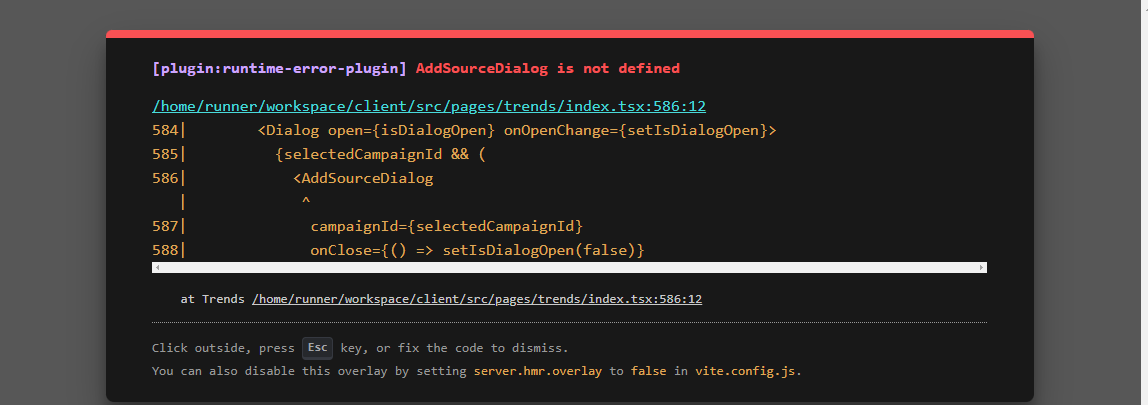 [plugin:runtime-error-plugin] AddSourceDialog is not defined
/home/runner/workspace/client/src/pages/trends/index.tsx:586:12
584|        <Dialog open={isDialogOpen} onOpenChange={setIsDialogOpen}>
585|          {selectedCampaignId && (
586|            <AddSourceDialog
   |             ^
587|              campaignId={selectedCampaignId}
588|              onClose={() => setIsDialogOpen(false)}
at Trends /home/runner/workspace/client/src/pages/trends/index.tsx:586:12
Click outside, press Esc key, or fix the code to dismiss.
You can also disable this overlay by setting server.hmr.overlay to false in vite.config.js.